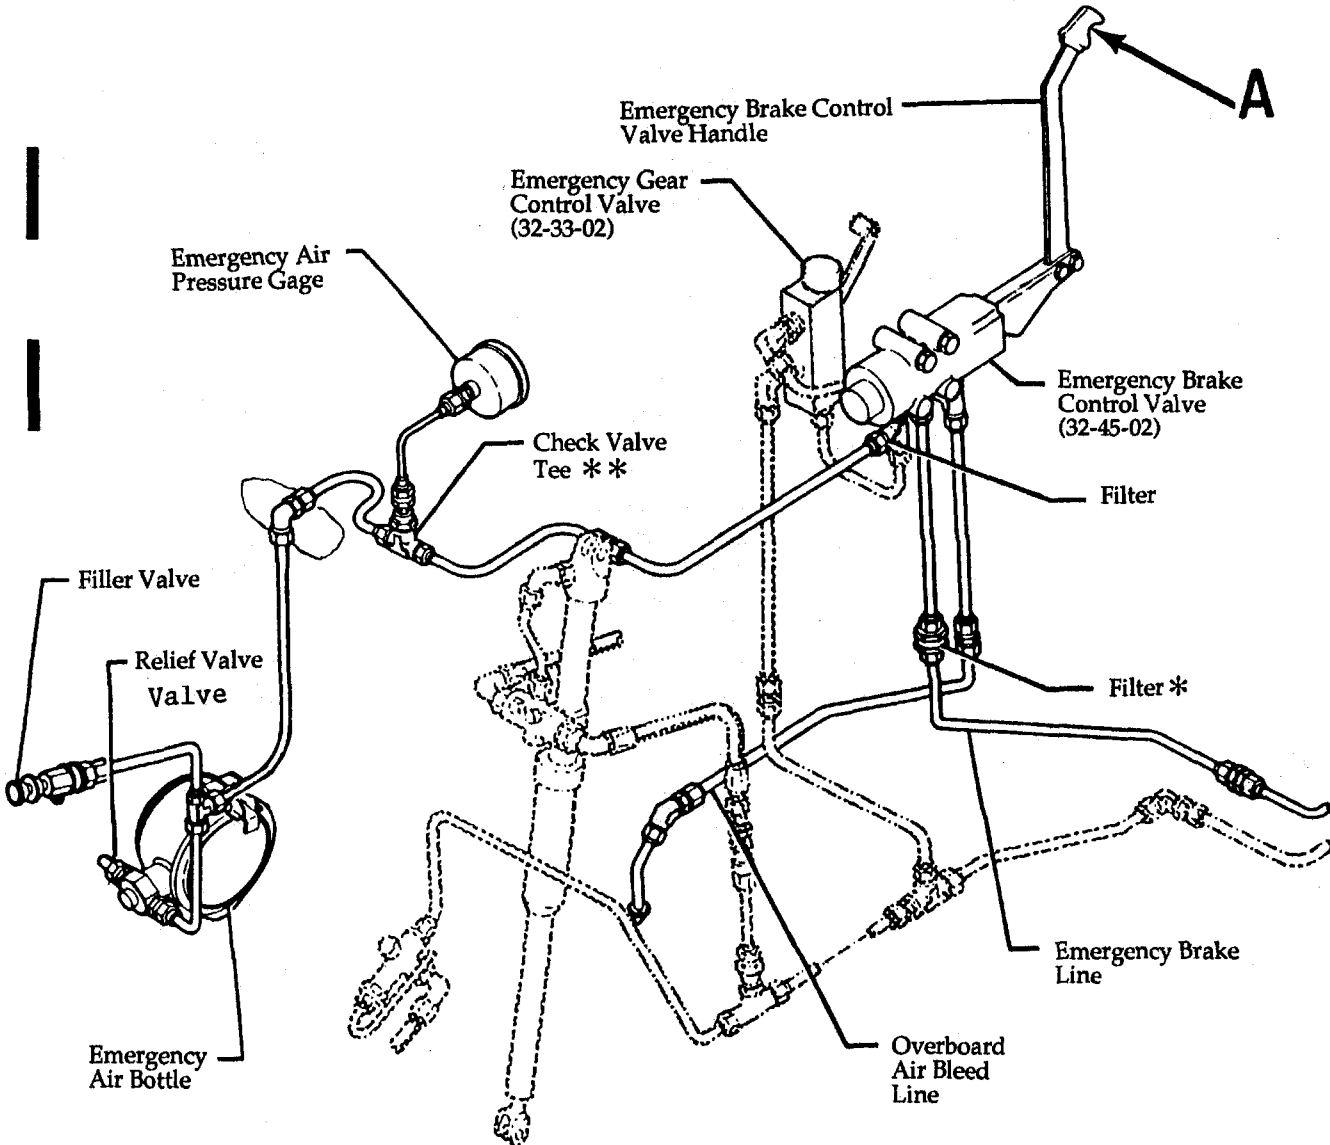 A
Emergency Brake Control
Valve Handle
Emergency Gear
Control Valve
(32-33-02)
Emergency Air
Pressure Gage
Emergency Brake
Control Valve
(32-45-02)
Check Valve
Tee * *
Filter
Filler Valve
Relief Valve
Valve
Filter *
Emergency Brake
Line
Overboard
Air Bleed
Line
Emergency
Air Bottle